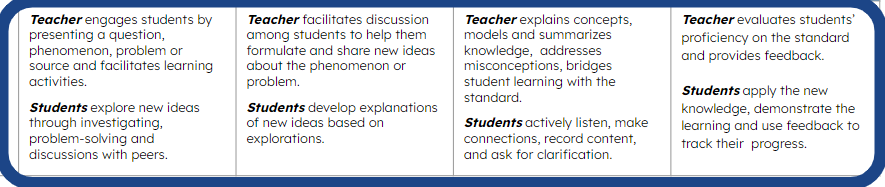 Teacher engages students by
presenting a question,
phenomenon, problem or
source and facilitates learning
activities.
Students explore new ideas
through investigating,
problem-solving and
discussions with peers.
Teacher facilitates discussion
among students to help them
formulate and share new ideas
about the phenomenon or
problem.
Students develop explanations
of new ideas based on
explorations.
Teacher explains concepts,
models and summarizes
knowledge, addresses
misconceptions, bridges
student learning with the
standard.
Students actively listen, make
connections, record content,
and ask for clarification.
Teacher evaluates students'
proficiency on the standard
and provides feedback.
Students apply the new
knowledge, demonstrate the
learning and use feedback to
track their progress.